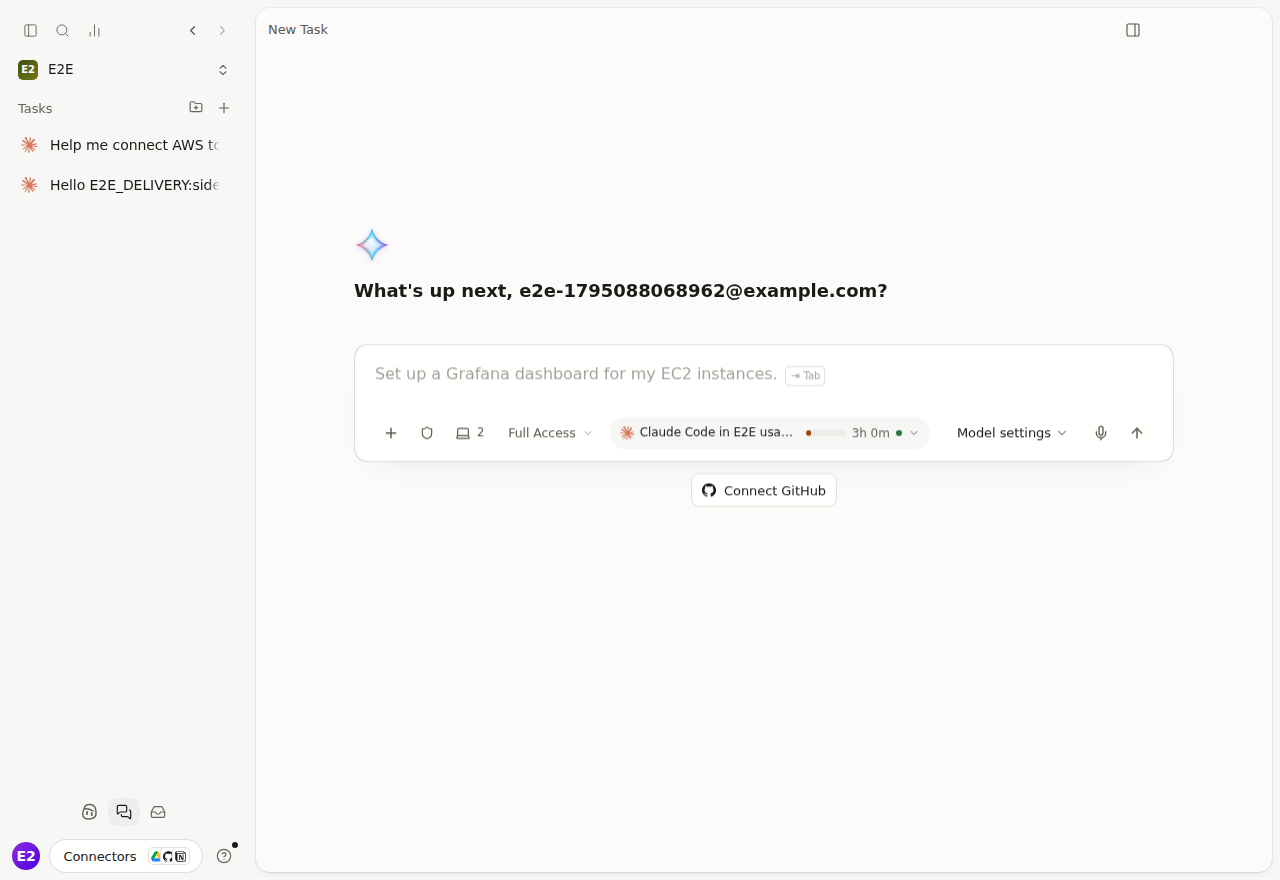 New Task
E2 E2E
Tasks
Help me connect AWS to
Hello E2E_DELIVERY:side
What's up next, e2e-1795088068962@example.com?
Set up a Grafana dashboard for my EC2 instances. ⇥ Tab
2 Full Access Claude Code in E2E usa... 3h 0m Model settings
Connect GitHub
E2 Connectors